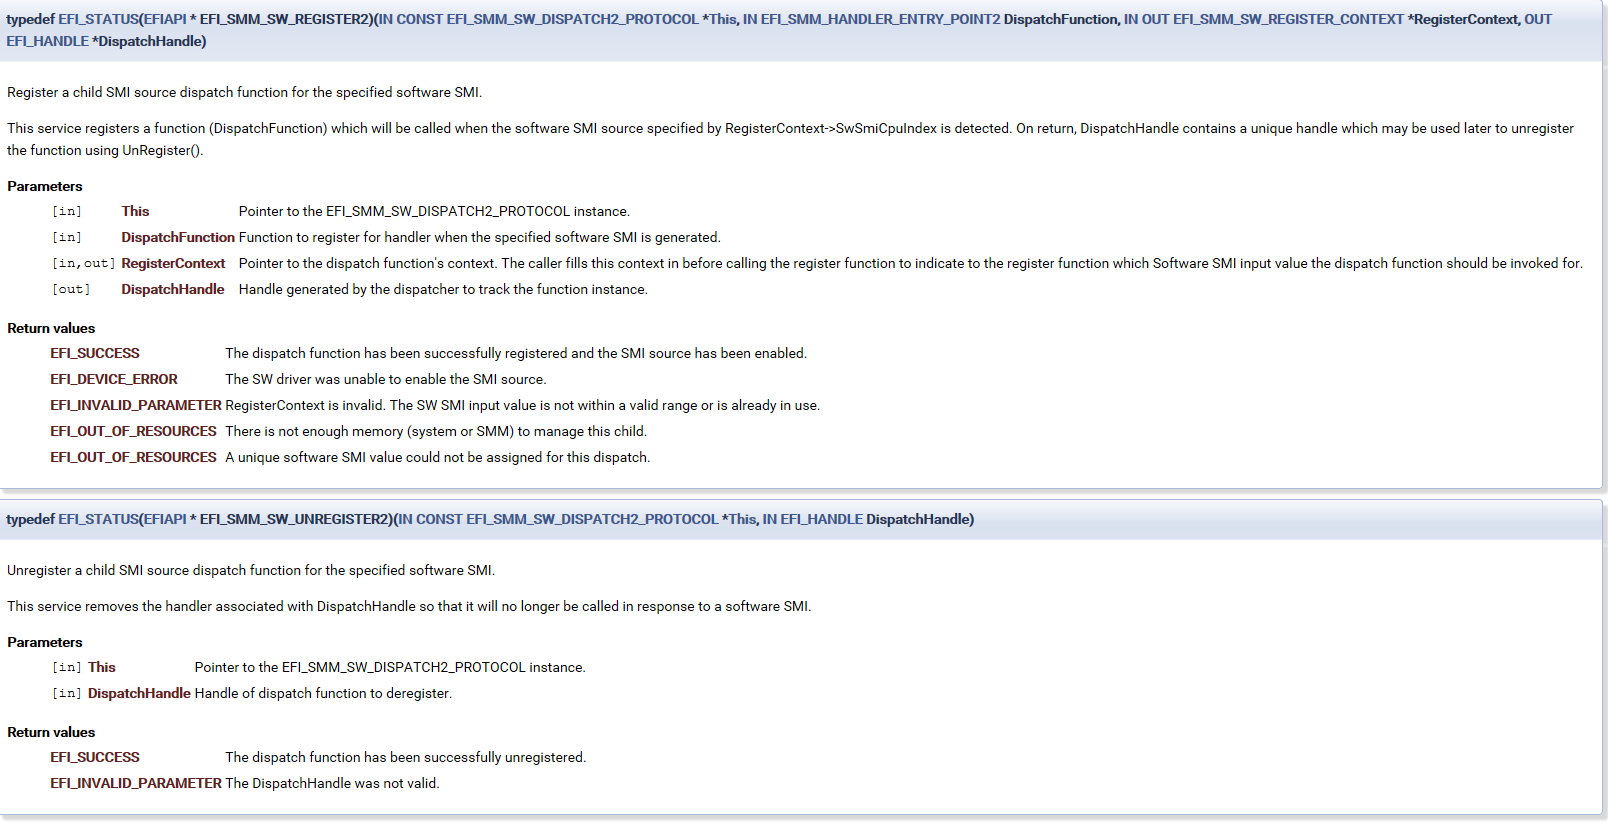 typedef EFI_STATUS(EFIAPI * EFI_SMM_SW_REGISTER2)(IN CONST EFI_SMM_SW_DISPATCH2_PROTOCOL *This, IN EFI_SMM_HANDLER_ENTRY_POINT2 DispatchFunction, IN OUT EFI_SMM_SW_REGISTER_CONTEXT *RegisterContext, OUT
EFI_HANDLE *DispatchHandle)
Register a child SMI source dispatch function for the specified software SMI.
This service registers a function (DispatchFunction) which will be called when the software SMI source specified by RegisterContext->SwSmiCpuIndex is detected. On return, DispatchHandle contains a unique handle which may be used later to unregister
the function using UnRegister().
Parameters
[in] This Pointer to the EFI_SMM_SW_DISPATCH2_PROTOCOL instance.
[in] DispatchFunction Function to register for handler when the specified software SMI is generated.
[in,out] RegisterContext Pointer to the dispatch function's context. The caller fills this context in before calling the register function to indicate to the register function which Software SMI input value the dispatch function should be invoked for.
[out] DispatchHandle Handle generated by the dispatcher to track the function instance.
Return values
EFI_SUCCESS The dispatch function has been successfully registered and the SMI source has been enabled.
EFI_DEVICE_ERROR The SW driver was unable to enable the SMI source.
EFI_INVALID_PARAMETER RegisterContext is invalid. The SW SMI input value is not within a valid range or is already in use.
EFI_OUT_OF_RESOURCES There is not enough memory (system or SMM) to manage this child.
EFI_OUT_OF_RESOURCES A unique software SMI value could not be assigned for this dispatch.
typedef EFI_STATUS(EFIAPI * EFI_SMM_SW_UNREGISTER2)(IN CONST EFI_SMM_SW_DISPATCH2_PROTOCOL *This, IN EFI_HANDLE DispatchHandle)
Unregister a child SMI source dispatch function for the specified software SMI.
This service removes the handler associated with DispatchHandle so that it will no longer be called in response to a software SMI.
Parameters
[in] This Pointer to the EFI_SMM_SW_DISPATCH2_PROTOCOL instance.
[in] DispatchHandle Handle of dispatch function to deregister.
Return values
EFI_SUCCESS The dispatch function has been successfully unregistered.
EFI_INVALID_PARAMETER The DispatchHandle was not valid.